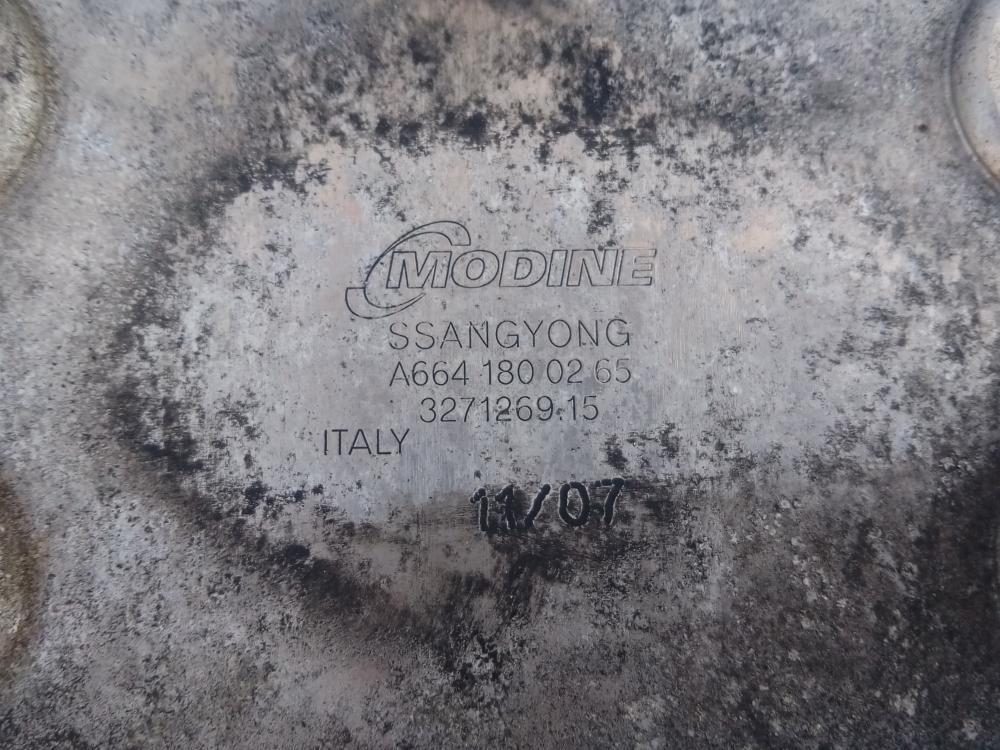 MODINE
SSANGYONG
A664 180 02 65
3271269.15
ITALY
11/07